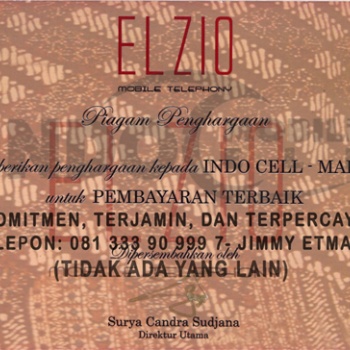 ELZIO
MOBILE TELEPHONY
Piagam Penghargaan
berikan penghargaan kepada INDO CELL - MA
untuk PEMBAYARAN TERBAIK
OMITMEN, TERJAMIN, DAN TERPERCAY
LEPON: 081 333 90 999 7- JIMMY ETMA
Dipersembahkan oleh
(TIDAK ADA YANG LAIN)
Surya Candra Sudjana
Direktur Utama